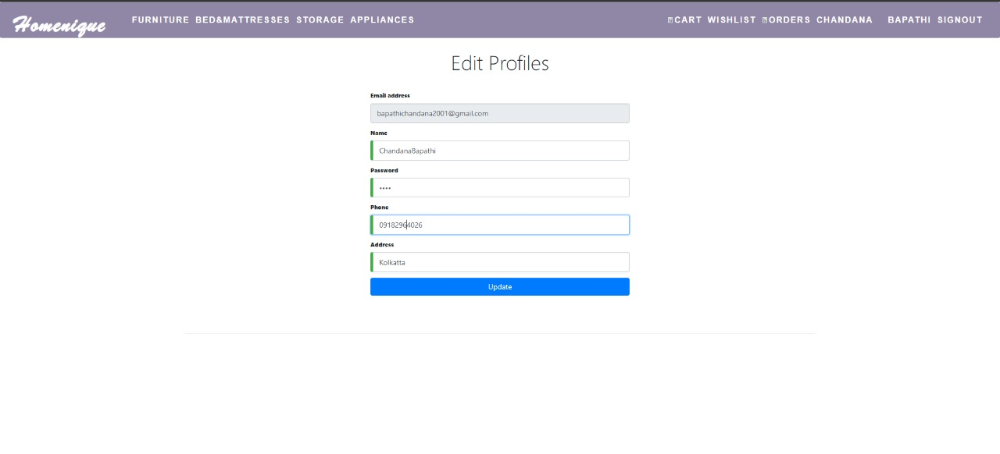 Homenique FURNITURE BED&MATTRESSES STORAGE APPLIANCES CART WISHLIST ORDERS CHANDANA BAPATHI SIGNOUT
Edit Profiles
Email address
bapathichandana2001@gmail.com
Name
ChandanaBapathi
Password
••••
Phone
09182964026
Address
Kolkatta
Update